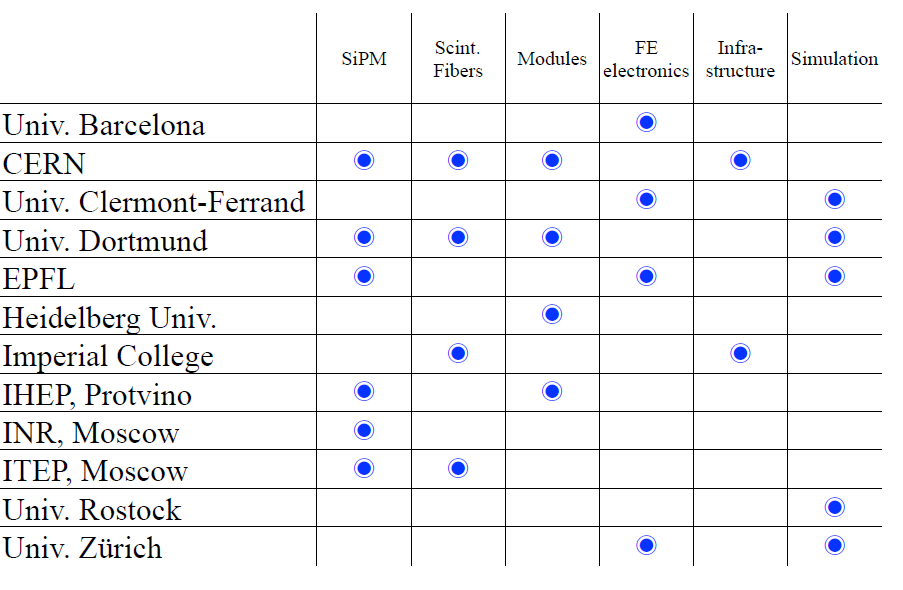 SiPM
Scint.
Fibers
Modules
FE
electronics
Infra-
structure
Simulation
Univ. Barcelona
CERN
Univ. Clermont-Ferrand
Univ. Dortmund
EPFL
Heidelberg Univ.
Imperial College
IHEP, Protvino
INR, Moscow
ITEP, Moscow
Univ. Rostock
Univ. Zürich